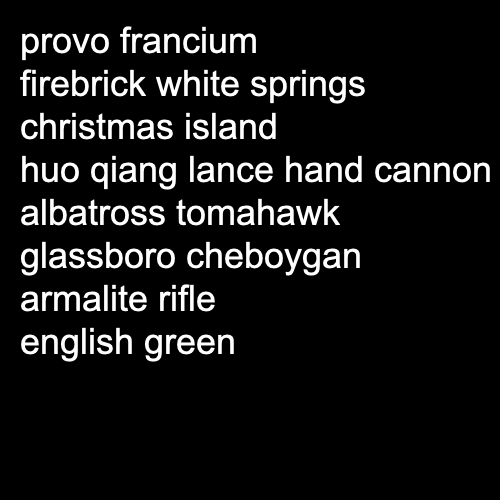 provo francium
firebrick white springs
christmas island
huo qiang lance hand cannon
albatross tomahawk
glassboro cheboygan
armalite rifle
english green